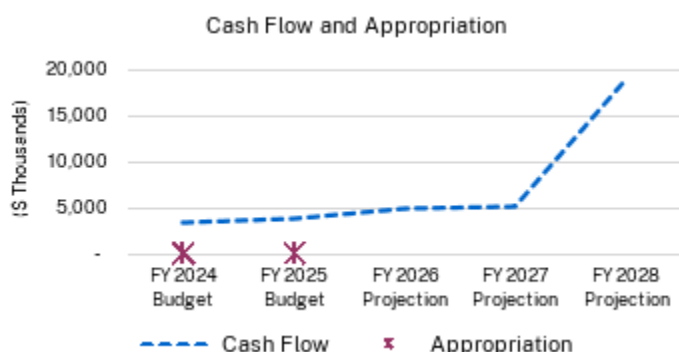 Cash Flow and Appropriation
20,000
15,000
10,000
5,000
-
($ Thousands)
FY 2024 FY 2025 FY 2026 FY 2027 FY 2028
Budget Budget Projection Projection Projection
Cash Flow Appropriation